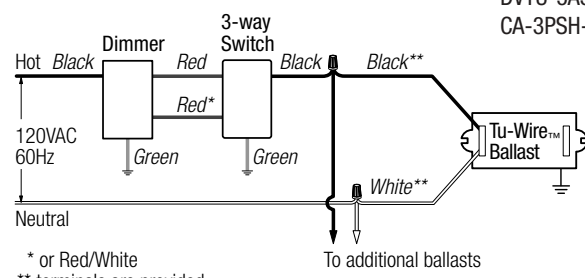 DVTU-5A3
CA-3PSH-
3-way
Switch
Dimmer
Hot Black Red Black Black**
Red*
120VAC
60Hz
Green Green
Tu-Wire™
Ballast
White**
Neutral
* or Red/White
To additional ballasts
** terminals are provided